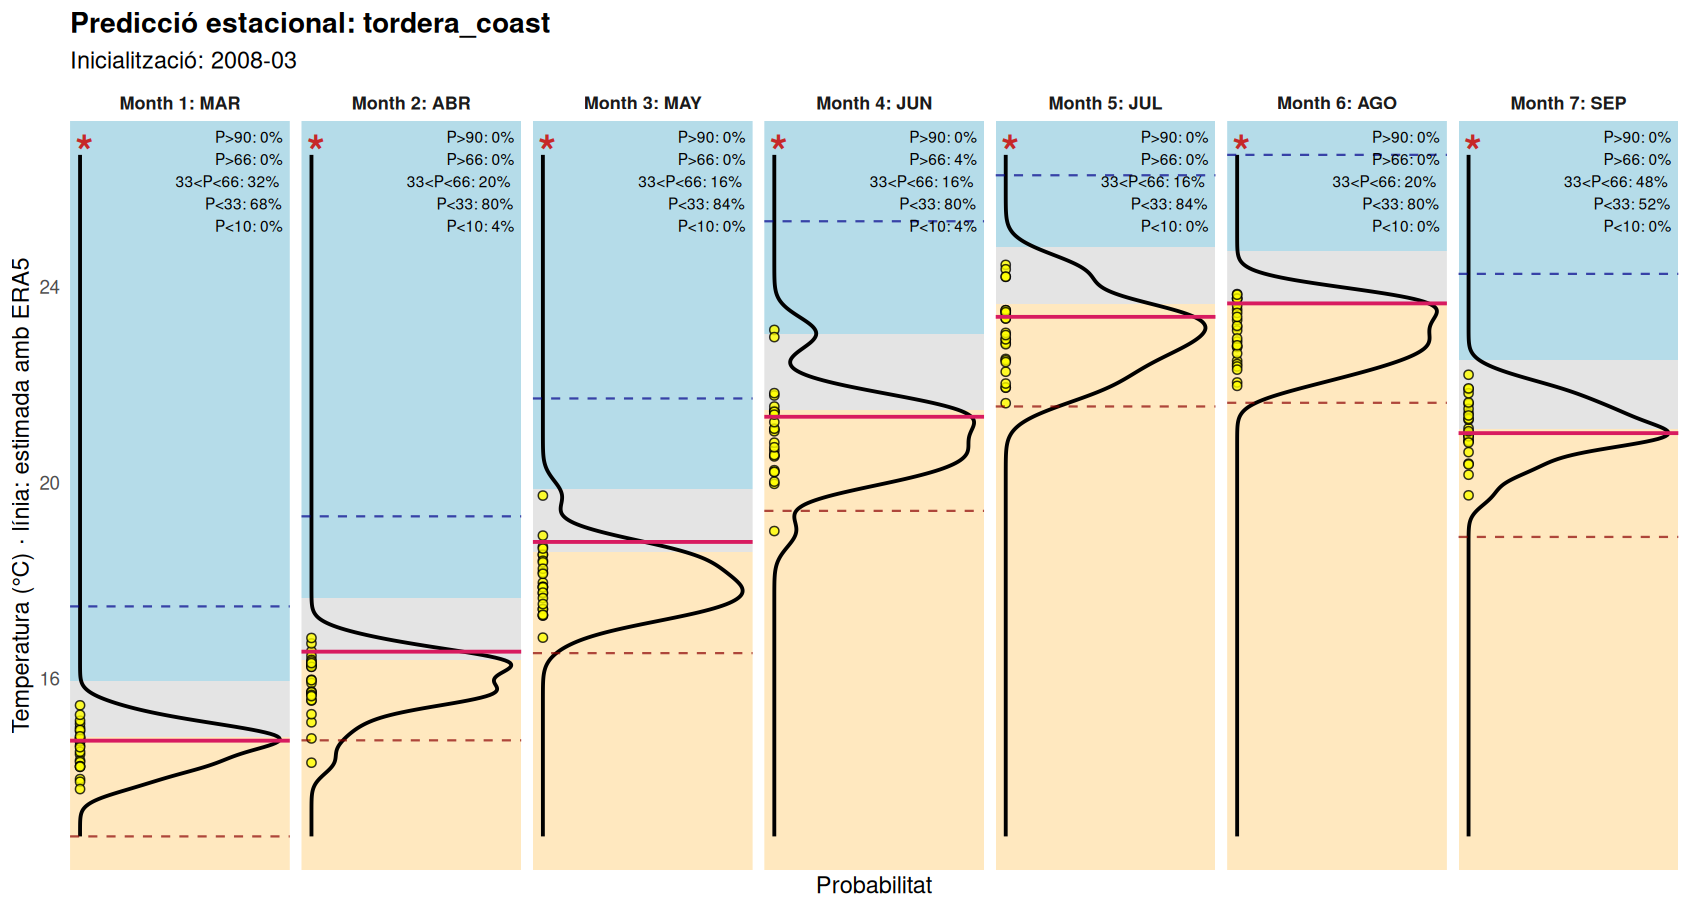 Predicció estacional: tordera_coast
Inicialització: 2008-03
Month 1: MAR
Month 2: ABR
Month 3: MAY
Month 4: JUN
Month 5: JUL
Month 6: AGO
Month 7: SEP
*
P>90: 0%
P>66: 0%
33<P<66: 32%
P<33: 68%
P<10: 0%
*
P>90: 0%
P>66: 0%
33<P<66: 20%
P<33: 80%
P<10: 4%
*
P>90: 0%
P>66: 0%
33<P<66: 16%
P<33: 84%
P<10: 0%
*
P>90: 0%
P>66: 4%
33<P<66: 16%
P<33: 80%
P<10: 4%
*
P>90: 0%
P>66: 0%
33<P<66: 16%
P<33: 84%
P<10: 0%
*
P>90: 0%
P>66: 0%
33<P<66: 20%
P<33: 80%
P<10: 0%
*
P>90: 0%
P>66: 0%
33<P<66: 48%
P<33: 52%
P<10: 0%
Temperatura (°C) · línia: estimada amb ERA5
24
20
16
Probabilitat